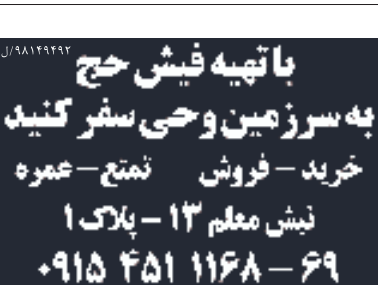 ل/۹۸۱۴۹۴۹۲
با تهیه فیش حج
به سرزمین وحی سفر کنید
خرید – فروش تمتع – عمره
نبش معلم ۱۳ – پلاک ۱
۰۹۱۵ ۴۵۱ ۱۱۶۸ – ۶۹